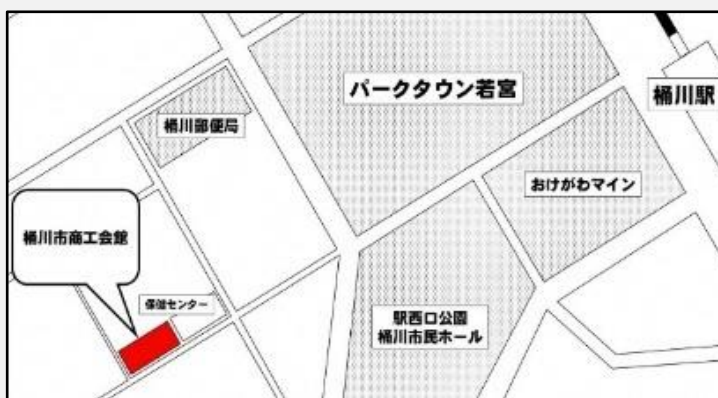 パークタウン若宮
桶川駅
桶川郵便局
おけがわマイン
桶川市商工会館
保健センター
駅西口公園
桶川市民ホール